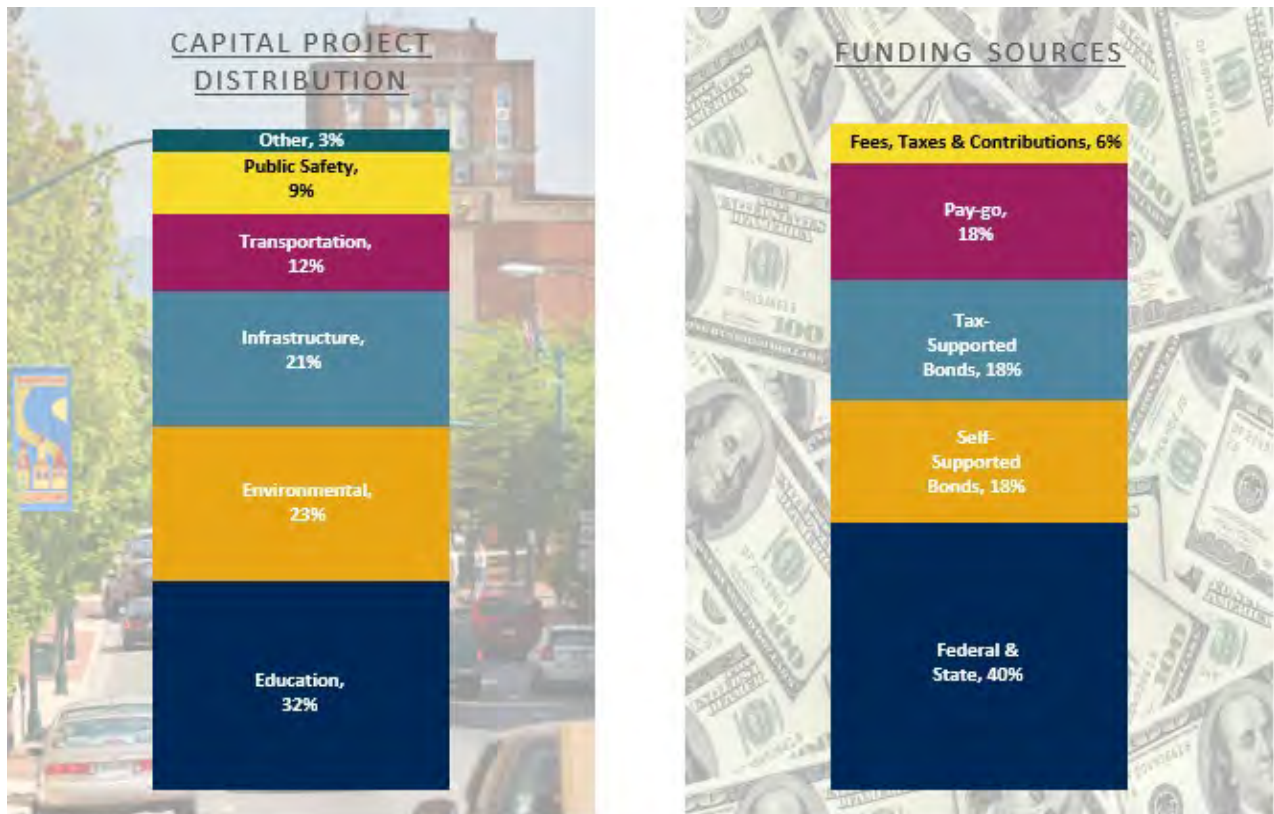 CAPITAL PROJECT
DISTRIBUTION
Other, 3%
Public Safety,
9%
Transportation,
12%
Infrastructure,
21%
Environmental,
23%
Education,
32%
FUNDING SOURCES
Fees, Taxes & Contributions, 6%
Pay-go,
18%
Tax-
Supported
Bonds, 18%
Self-
Supported
Bonds, 18%
Federal &
State, 40%
100